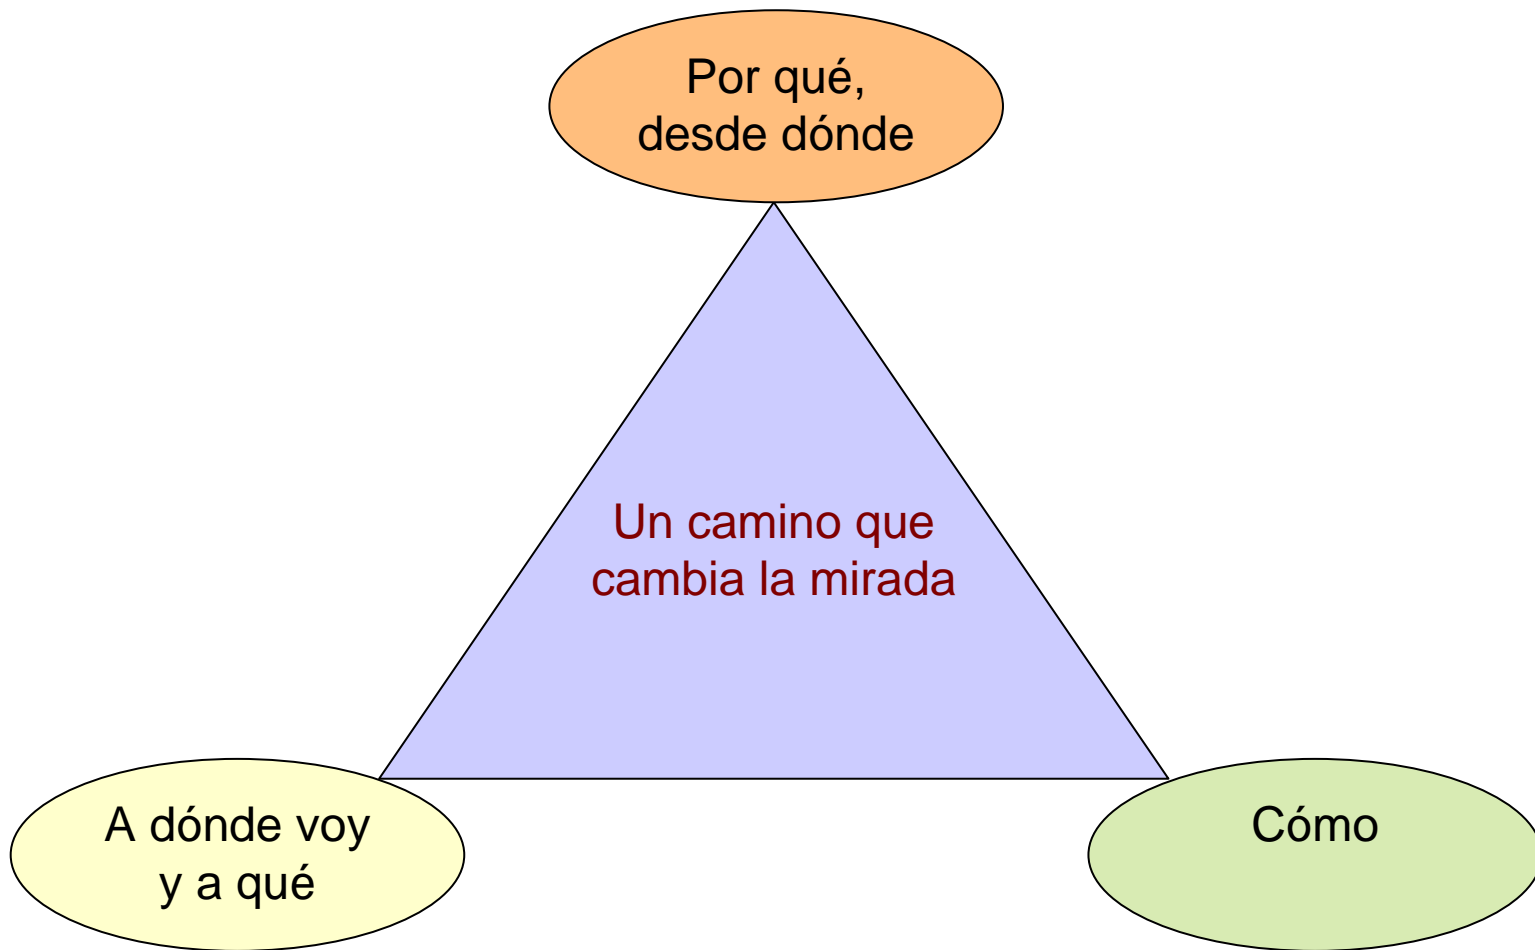 Por qué,
desde dónde
Un camino que
cambia la mirada
A dónde voy
y a qué
Cómo